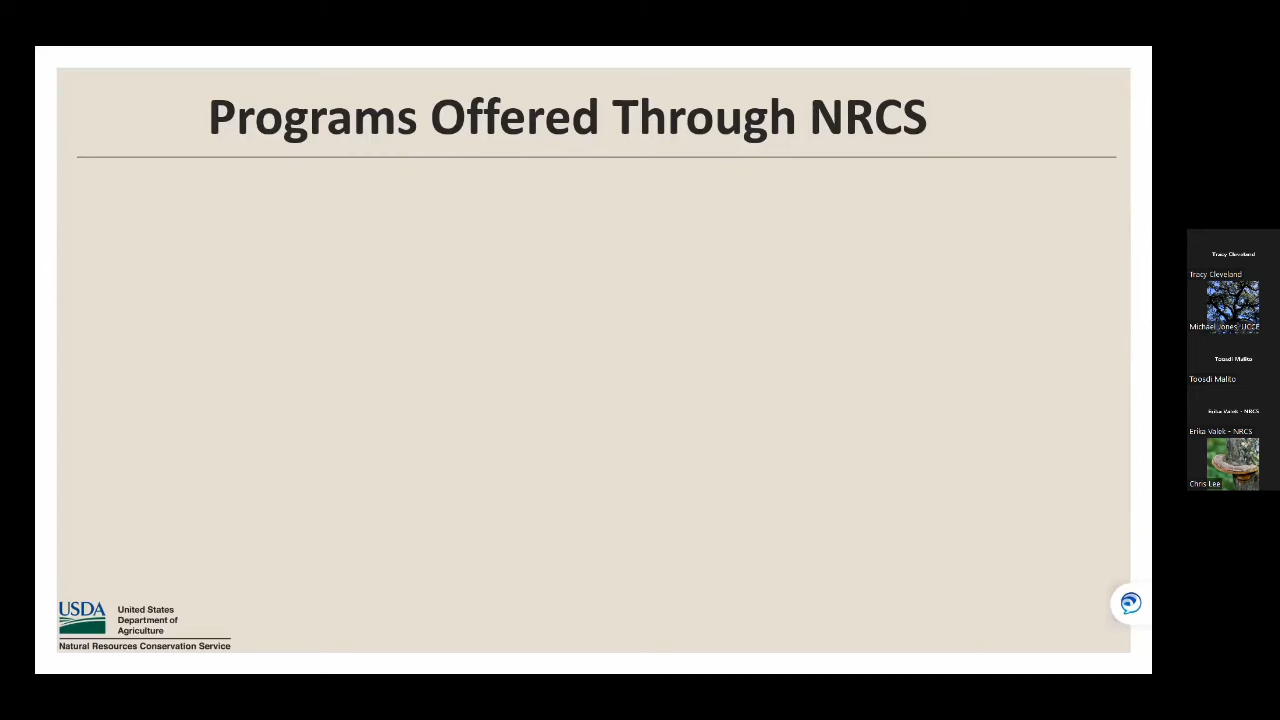 Programs Offered Through NRCS
USDA
United States
Department of
Agriculture
Natural Resources Conservation Service
Tracy Cleveland
Tracy Cleveland
Michael Jones, UCCE
Toosdi Malito
Toosdi Malito
Erika Valek - NRCS
Erika Valek - NRCS
Chris Lee